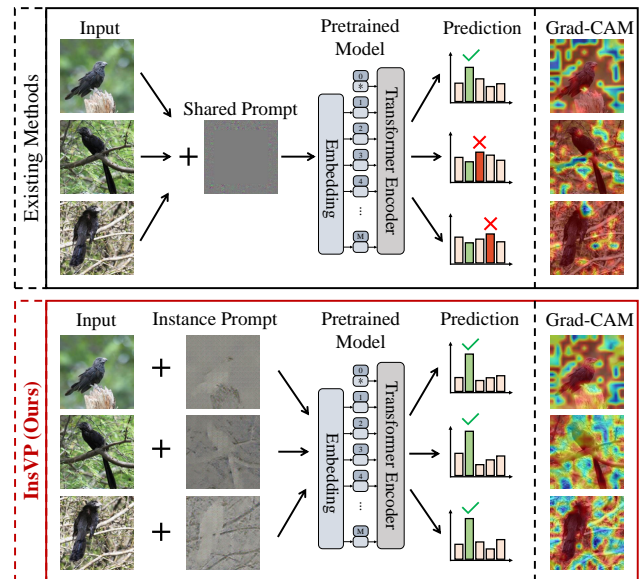 Existing Methods
Input
Pretrained
Model
Prediction
Grad-CAM
Shared Prompt
+
Embedding
Transformer Encoder
0
*
1
2
3
4
...
M
InsVP (Ours)
Input
Instance Prompt
Pretrained
Model
Prediction
Grad-CAM
+
+
+
Embedding
Transformer Encoder
0
*
1
2
3
4
...
M